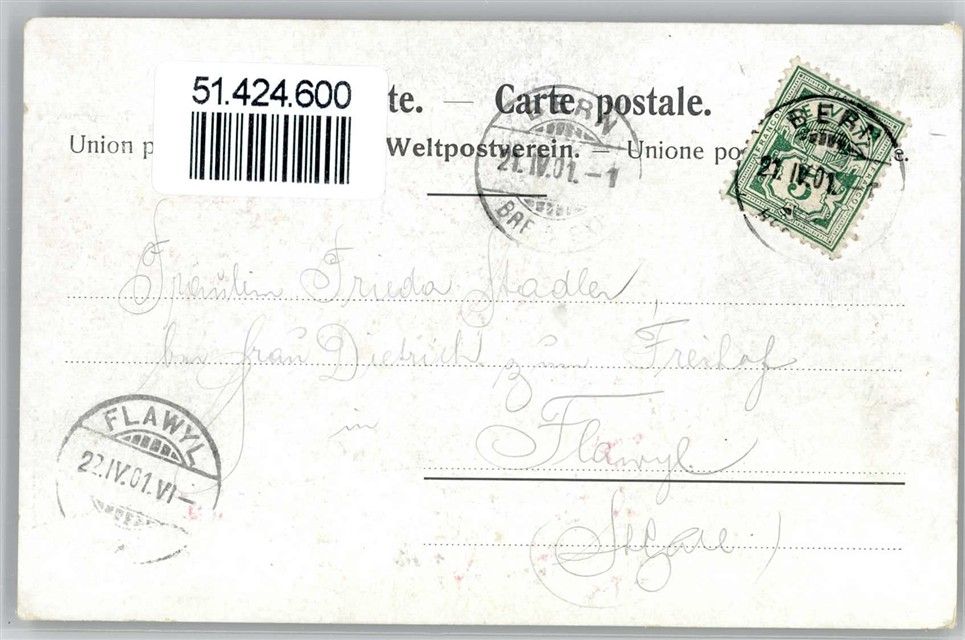 51.424.600
te. — Carte postale.
Union p Weltpostverein. — Unione po
BERN
21.IV.01.-1
BERN
21.IV.01.
5
Fräulein Frieda Stadler
bei Frau Dietrich zum Freihof
in Flawyl
FLAWYL
22.IV.01.VI-